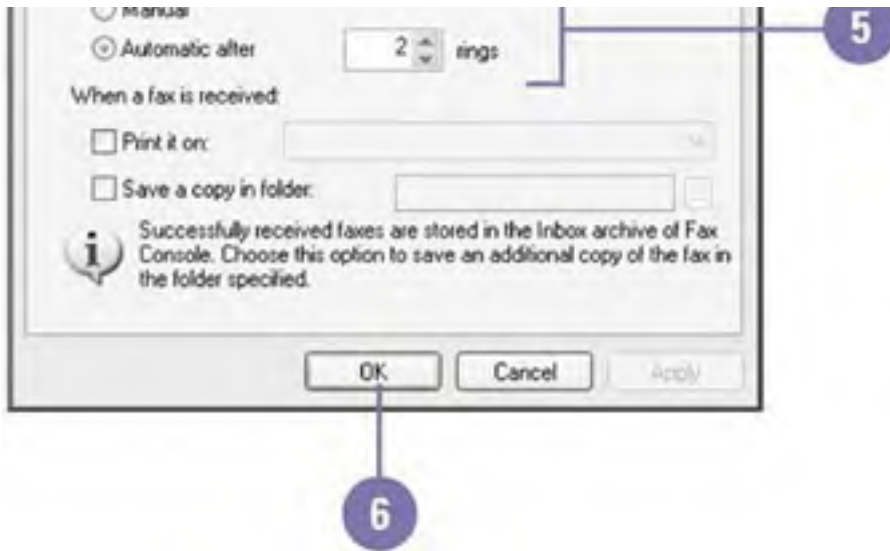 Manual
5
Automatic after 2 rings
When a fax is received:
Print it on:
Save a copy in folder:
Successfully received faxes are stored in the Inbox archive of Fax
Console. Choose this option to save an additional copy of the fax in
the folder specified.
OK Cancel Apply
6